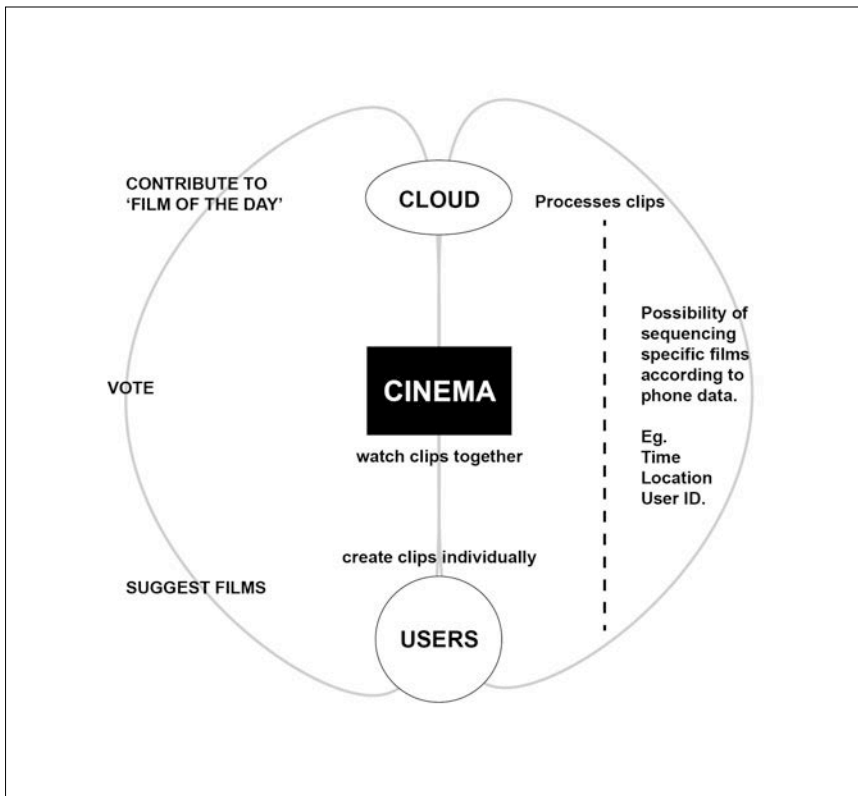 CONTRIBUTE TO
‘FILM OF THE DAY’
CLOUD
Processes clips
Possibility of
sequencing
specific films
according to
phone data.
Eg.
Time
Location
User ID.
VOTE
CINEMA
watch clips together
create clips individually
SUGGEST FILMS
USERS